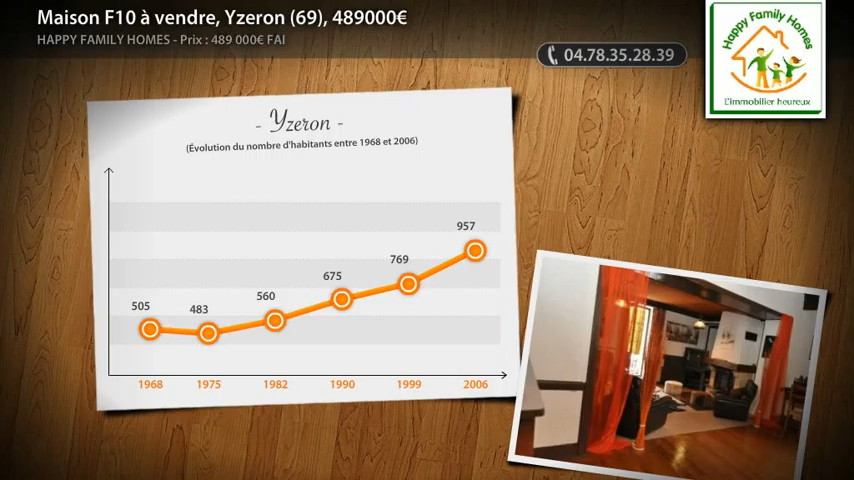 Maison F10 à vendre, Yzeron (69), 489000€
HAPPY FAMILY HOMES - Prix : 489 000€ FAI
04.78.35.28.39
Happy Family Homes
L'immobilier heureux
- Yzeron -
(Évolution du nombre d'habitants entre 1968 et 2006)
505
483
560
675
769
957
1968
1975
1982
1990
1999
2006